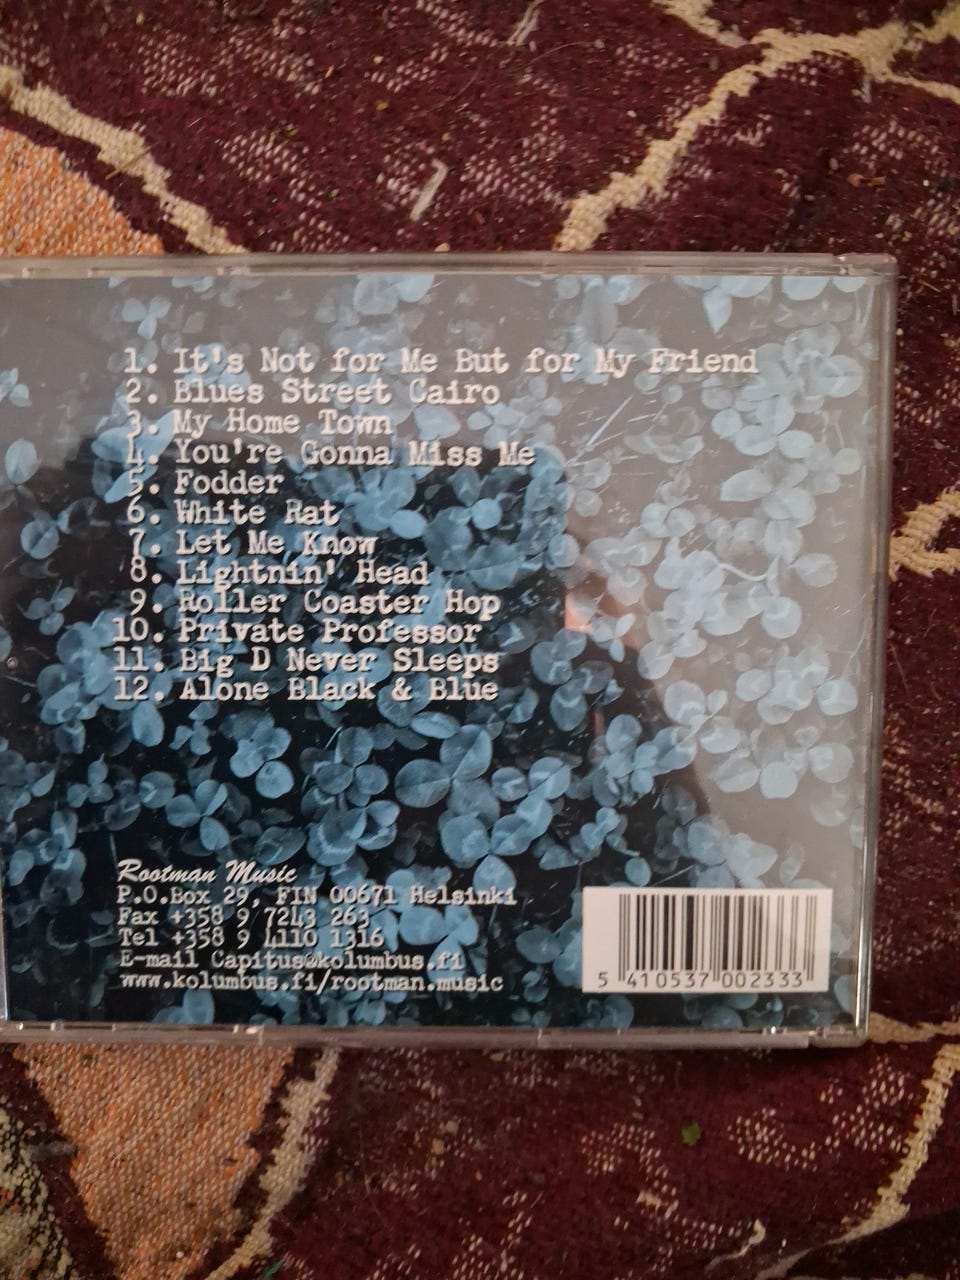 1. It's Not for Me But for My Friend
2. Blues Street Cairo
3. My Home Town
4. You're Gonna Miss Me
5. Fodder
6. White Rat
7. Let Me Know
8. Lightnin' Head
9. Roller Coaster Hop
10. Private Professor
11. Big D Never Sleeps
12. Alone Black & Blue
Rootman Music
P.O.Box 29, FIN 00671 Helsinki
Fax +358 9 7243 263
Tel +358 9 4110 1316
E-mail Capitus@kolumbus.fi
www.kolumbus.fi/rootman.music
5 410537 002333